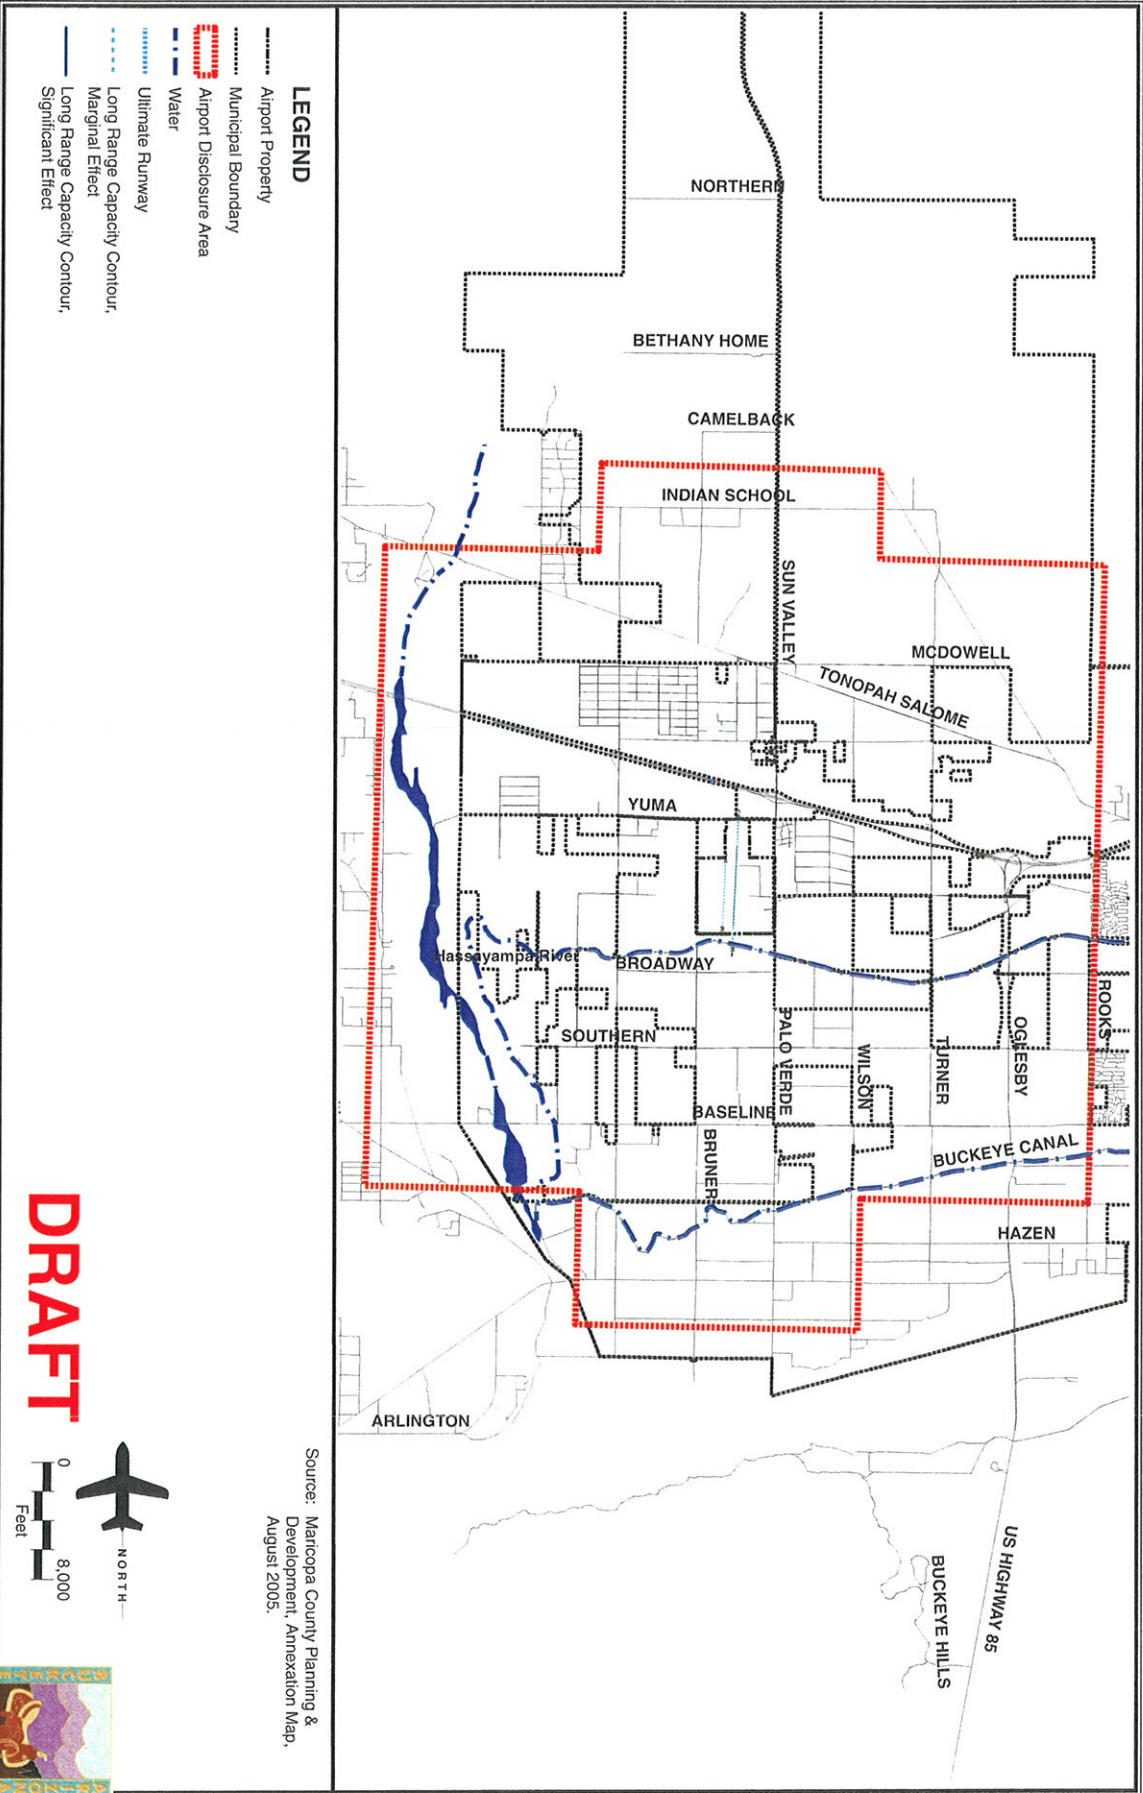 NORTHERN
BETHANY HOME
CAMELBACK
INDIAN SCHOOL
SUN VALLEY
MCDOWELL
TONOPAH SALOME
YUMA
Hassayampa River
BROADWAY
SOUTHERN
PALO VERDE
WILSON
TURNER
OGLESBY
ROOKS
BASELINE
BRUNER
BUCKEYE CANAL
HAZEN
ARLINGTON
US HIGHWAY 85
BUCKEYE HILLS
LEGEND
Airport Property
Municipal Boundary
Airport Disclosure Area
Water
Ultimate Runway
Long Range Capacity Contour,
Marginal Effect
Long Range Capacity Contour,
Significant Effect
DRAFT
Source: Maricopa County Planning &
Development, Annexation Map,
August 2005.
NORTH
0 8,000
Feet